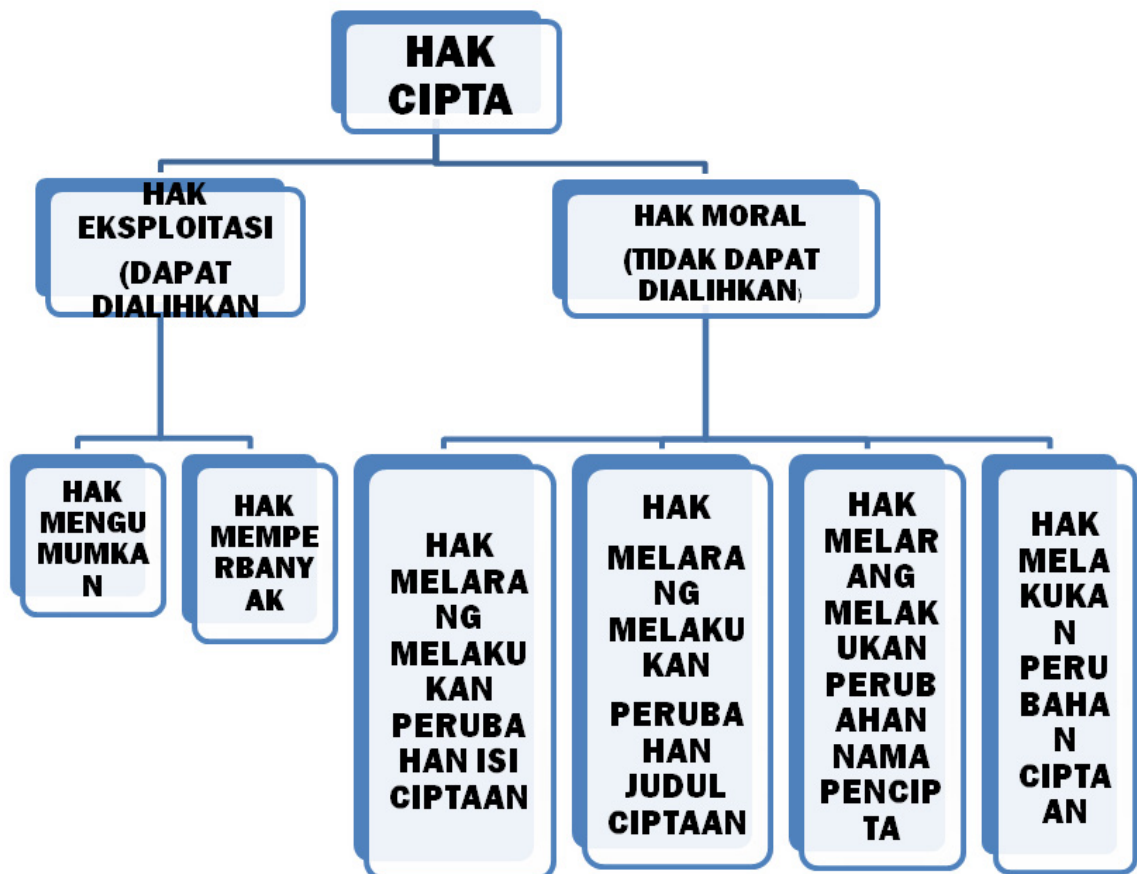 HAK
CIPTA
HAK
EKSPLOITASI
(DAPAT
DIALIHKAN
HAK MORAL
(TIDAK DAPAT
DIALIHKAN)
HAK
MENGU
MUMKA
N
HAK
MEMPE
RBANY
AK
HAK
MELARA
NG
MELAKU
KAN
PERUBA
HAN ISI
CIPTAAN
HAK
MELARA
NG
MELAKU
KAN
PERUBA
HAN
JUDUL
CIPTAAN
HAK
MELAR
ANG
MELAK
UKAN
PERUB
AHAN
NAMA
PENCIP
TA
HAK
MELA
KUKA
N
PERU
BAHA
N
CIPTA
AN